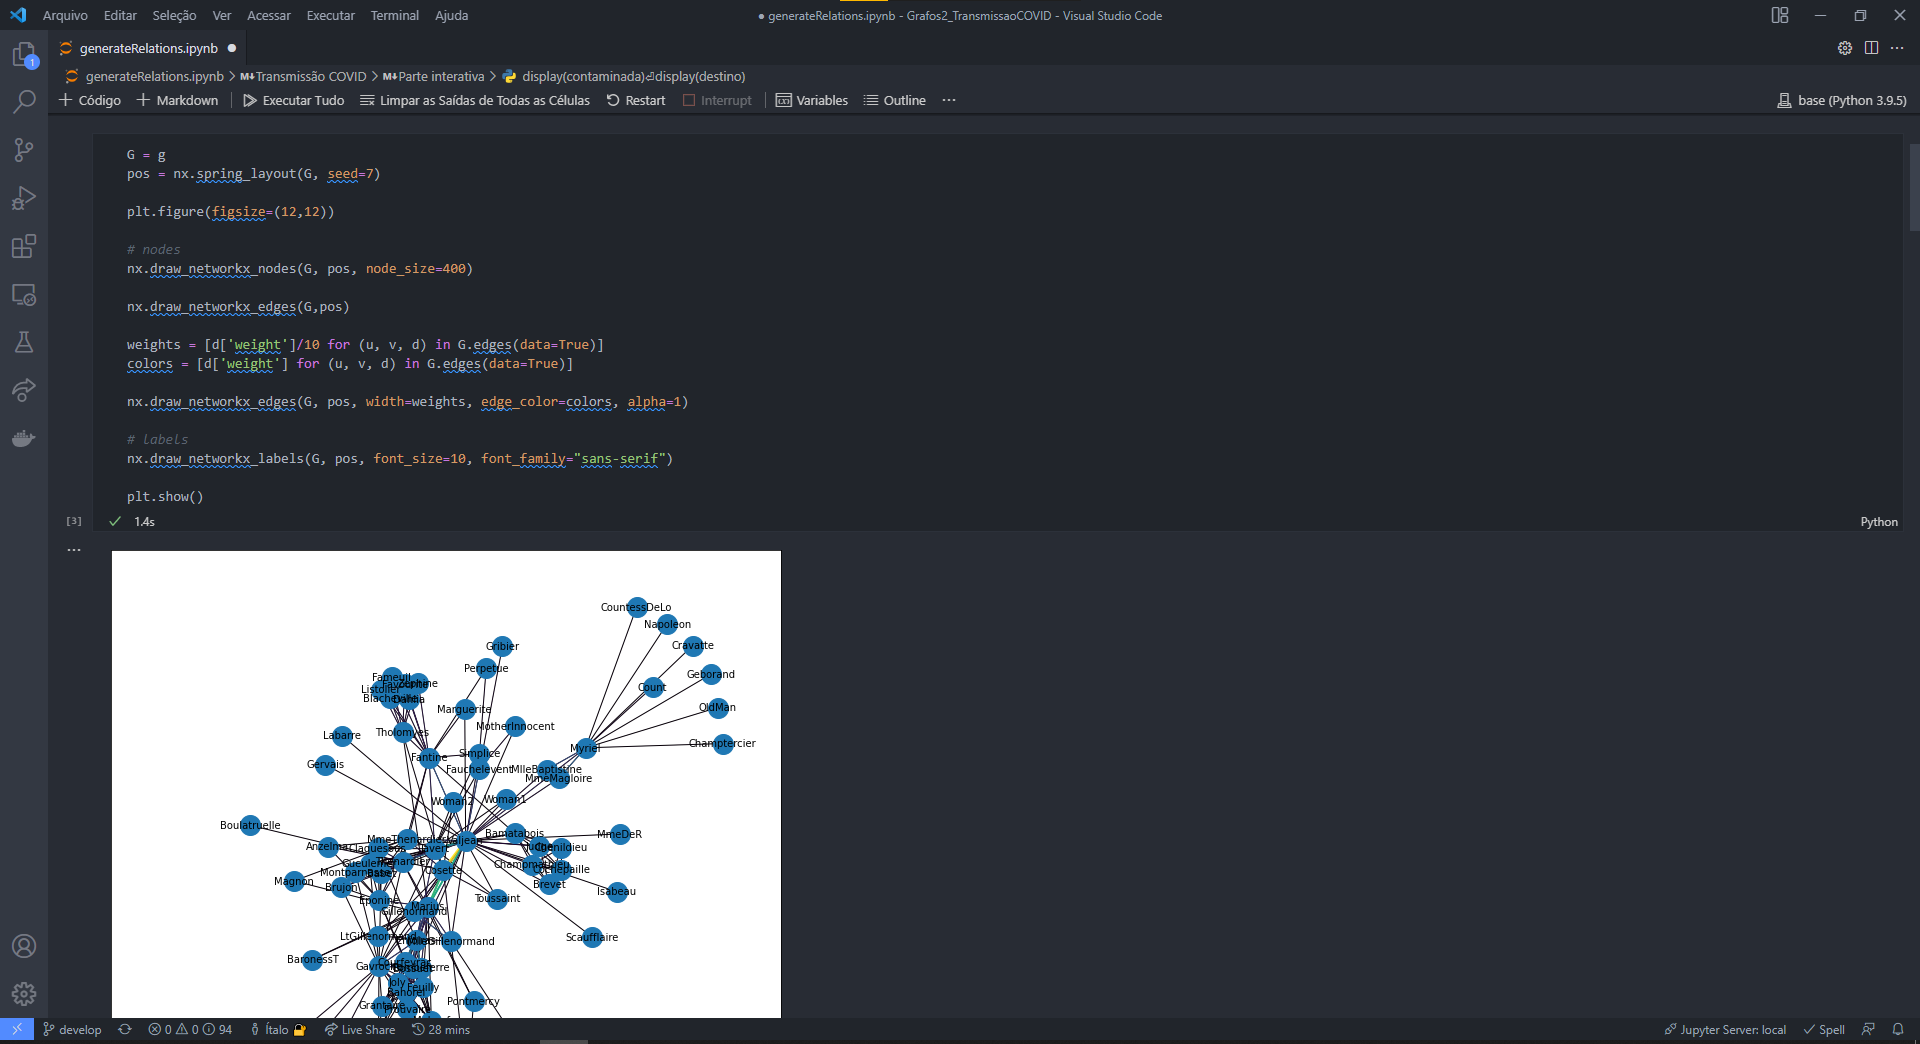 Arquivo Editar Seleção Ver Acessar Executar Terminal Ajuda
● generateRelations.ipynb - Grafos2_TransmissaoCOVID - Visual Studio Code
generateRelations.ipynb ●
generateRelations.ipynb > M↓Transmissão COVID > M↓Parte interativa > display(contaminada)⏎display(destino)
+ Código + Markdown Executar Tudo Limpar as Saídas de Todas as Células Restart Interrupt Variables Outline ...
base (Python 3.9.5)
1
G = g
pos = nx.spring_layout(G, seed=7)
plt.figure(figsize=(12,12))
# nodes
nx.draw_networkx_nodes(G, pos, node_size=400)
nx.draw_networkx_edges(G,pos)
weights = [d['weight']/10 for (u, v, d) in G.edges(data=True)]
colors = [d['weight'] for (u, v, d) in G.edges(data=True)]
nx.draw_networkx_edges(G, pos, width=weights, edge_color=colors, alpha=1)
# labels
nx.draw_networkx_labels(G, pos, font_size=10, font_family="sans-serif")
plt.show()
[3] ✓ 1.4s
Python
...
CountessDeLo
Napoleon
Gribier
Cravatte
Perpetue
Geborand
Fameuil
Zephine
Count
Listolier
Blacheville
Dahlia
OldMan
Marguerite
MotherInnocent
Tholomyes
Labarre
Champtercier
Myriel
Simplice
Fantine
Gervais
Fauchelevent
MlleBaptistine
MmeMagloire
Woman2
Woman1
Boulatruelle
Bamatabois
MmeDeR
MmeThenardier
Valjean
Anzelma
Claquesous
Javert
Judge
Chenildieu
Gueulemer
Thenardier
Champmathieu
Cochepaille
Montparnasse
Babet
Cosette
Magnon
Brujon
Brevet
Isabeau
Eponine
Toussaint
Marius
Gillenormand
LtGillenormand
Scaufflaire
BaronessT
Gavroche
Courfeyrac
Bossuet
Joly
Feuilly
Bahorel
Grantaire
Prouvaire
Pontmercy
develop 0 0 94 Ítalo Live Share 28 mins
Jupyter Server: local ✓ Spell